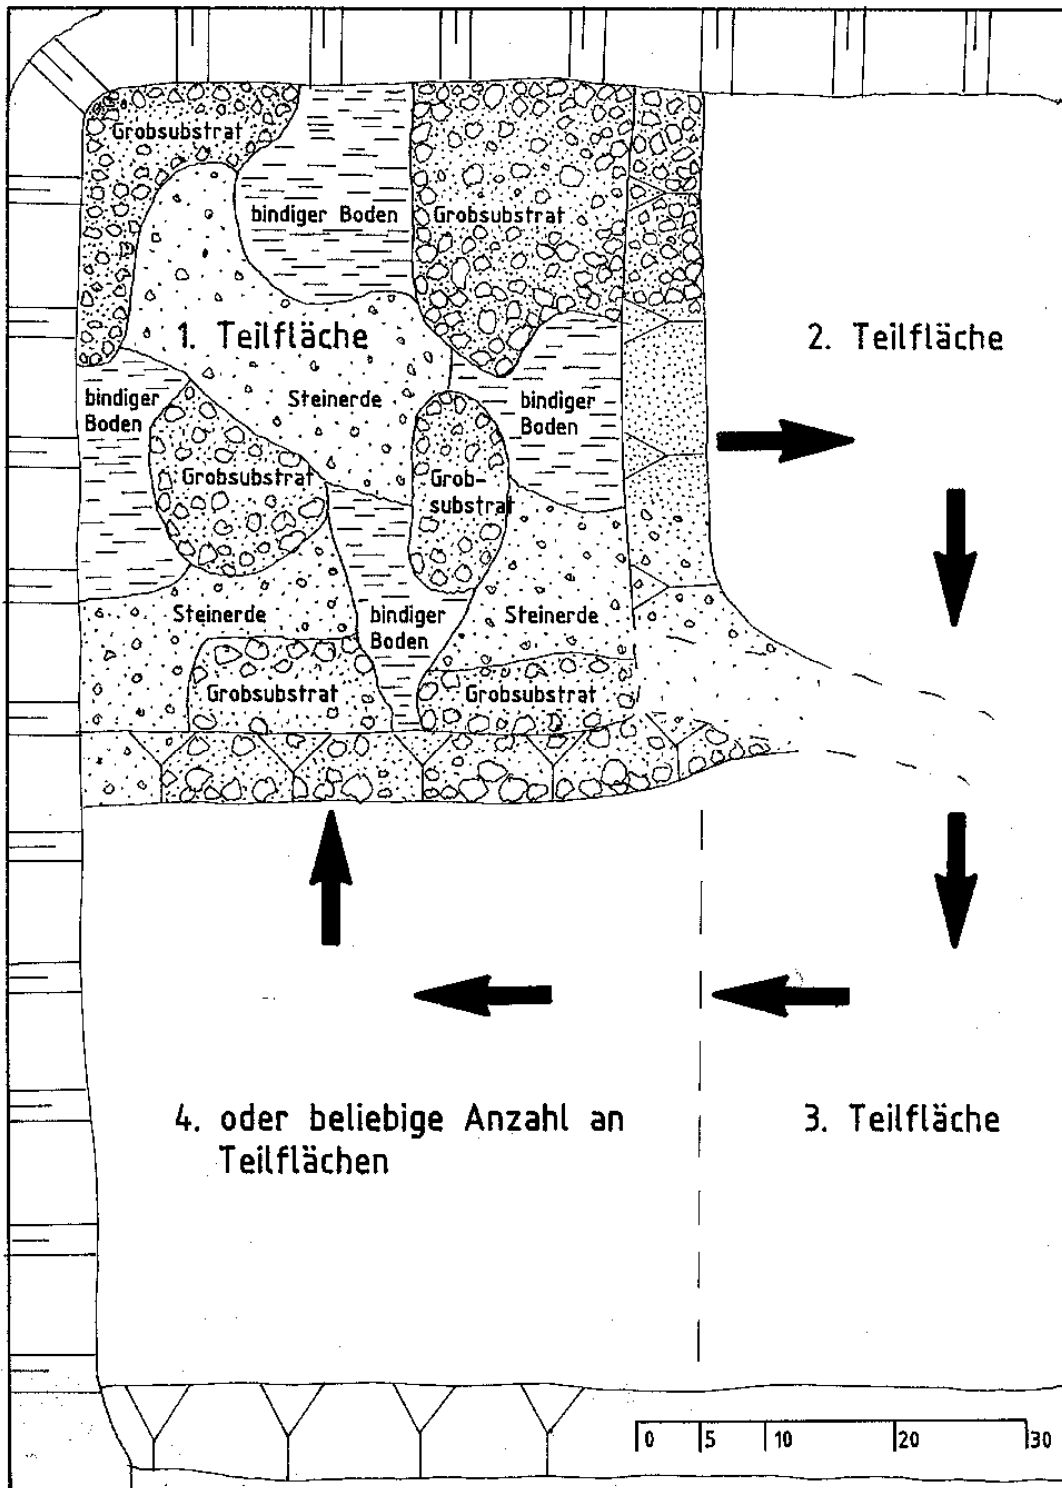 Grobsubstrat
bindiger Boden
Grobsubstrat
1. Teilfläche
2. Teilfläche
bindiger
Boden
Steinerde
bindiger
Boden
Grobsubstrat
Grob-
substrat
Steinerde
bindiger
Boden
Steinerde
Grobsubstrat
Grobsubstrat
4. oder beliebige Anzahl an
Teilflächen
3. Teilfläche
0 5 10 20 30